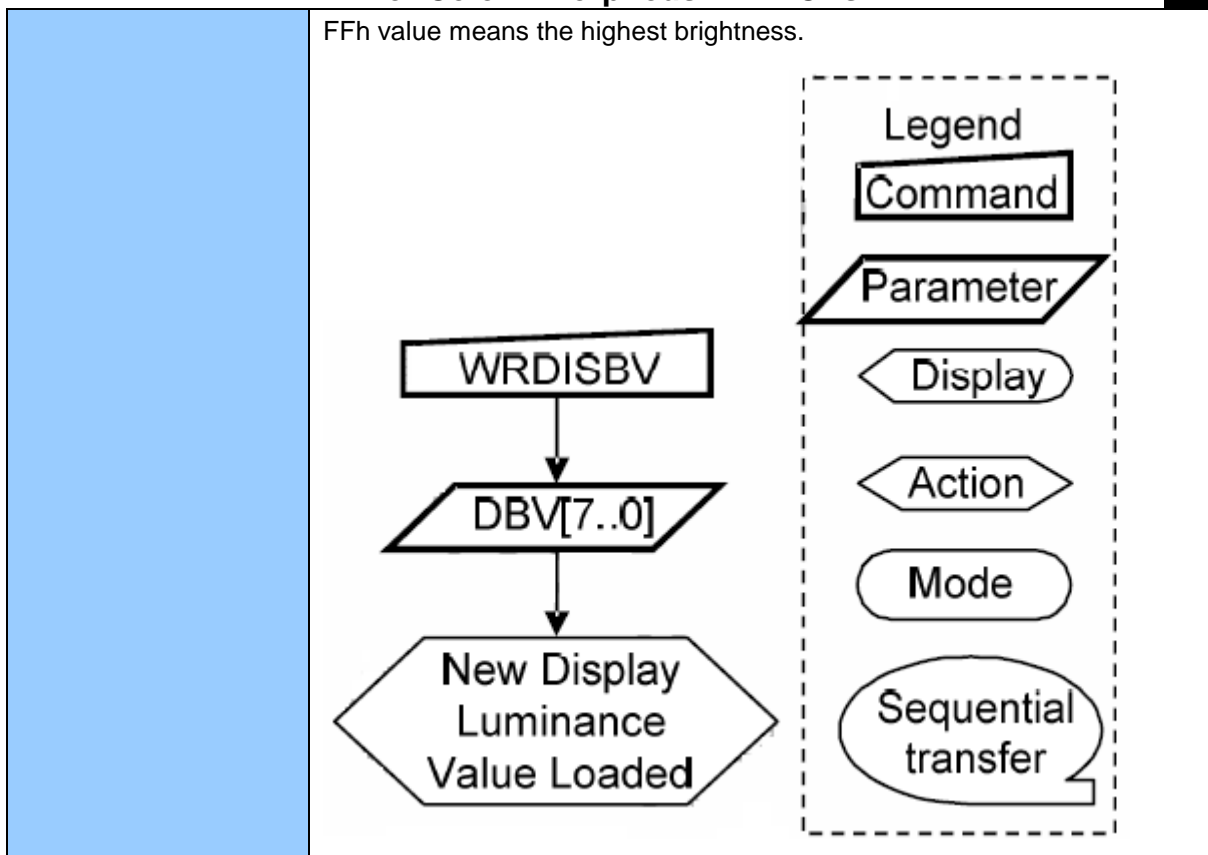 FFh value means the highest brightness.
WRDISBV
DBV[7..0]
New Display
Luminance
Value Loaded
Legend
Command
Parameter
Display
Action
Mode
Sequential
transfer